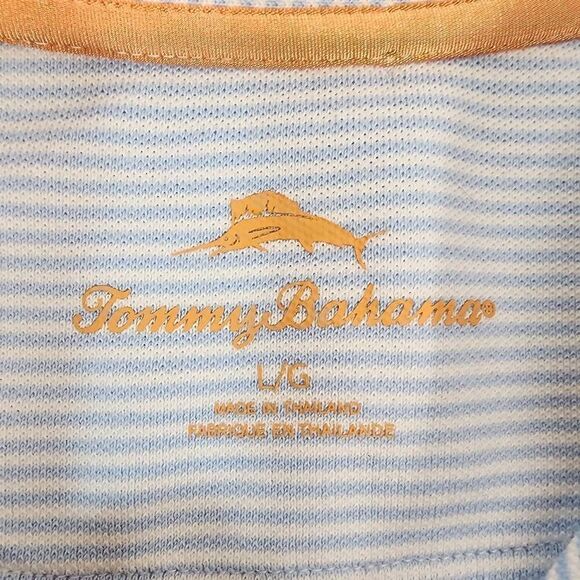 Tommy Bahama®
L/G
MADE IN THAILAND
FABRIQUE EN THAILANDE